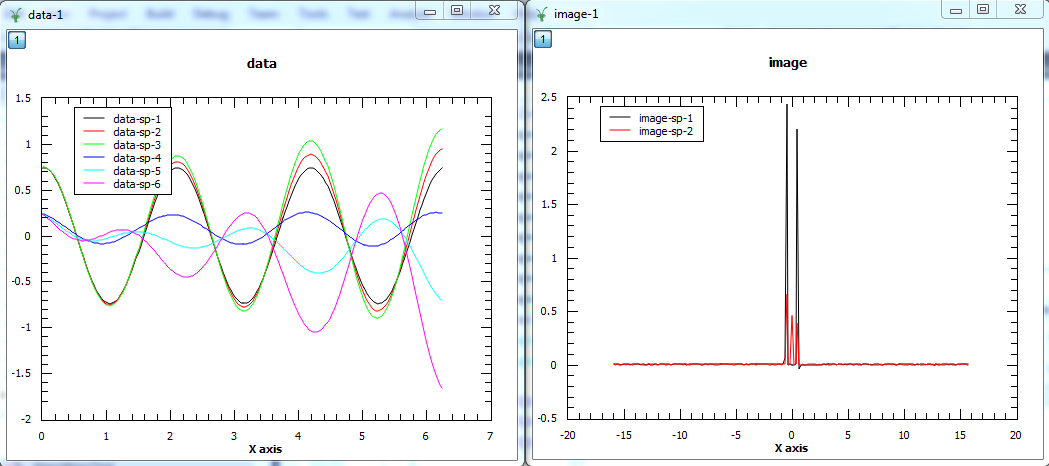 data-1
1
data
1.5
1
0.5
0
-0.5
-1
-1.5
-2
data-sp-1
data-sp-2
data-sp-3
data-sp-4
data-sp-5
data-sp-6
0 1 2 3 4 5 6 7
X axis
image-1
1
image
2.5
2
1.5
1
0.5
0
-0.5
image-sp-1
image-sp-2
-20 -15 -10 -5 0 5 10 15 20
X axis